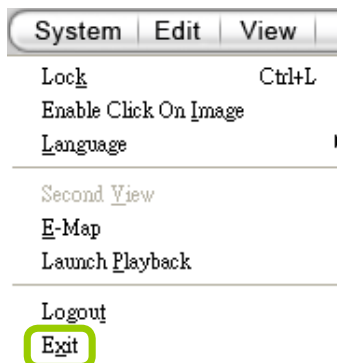 System Edit View
Lock Ctrl+L
Enable Click On Image
Language
Second View
E-Map
Launch Playback
Logout
Exit